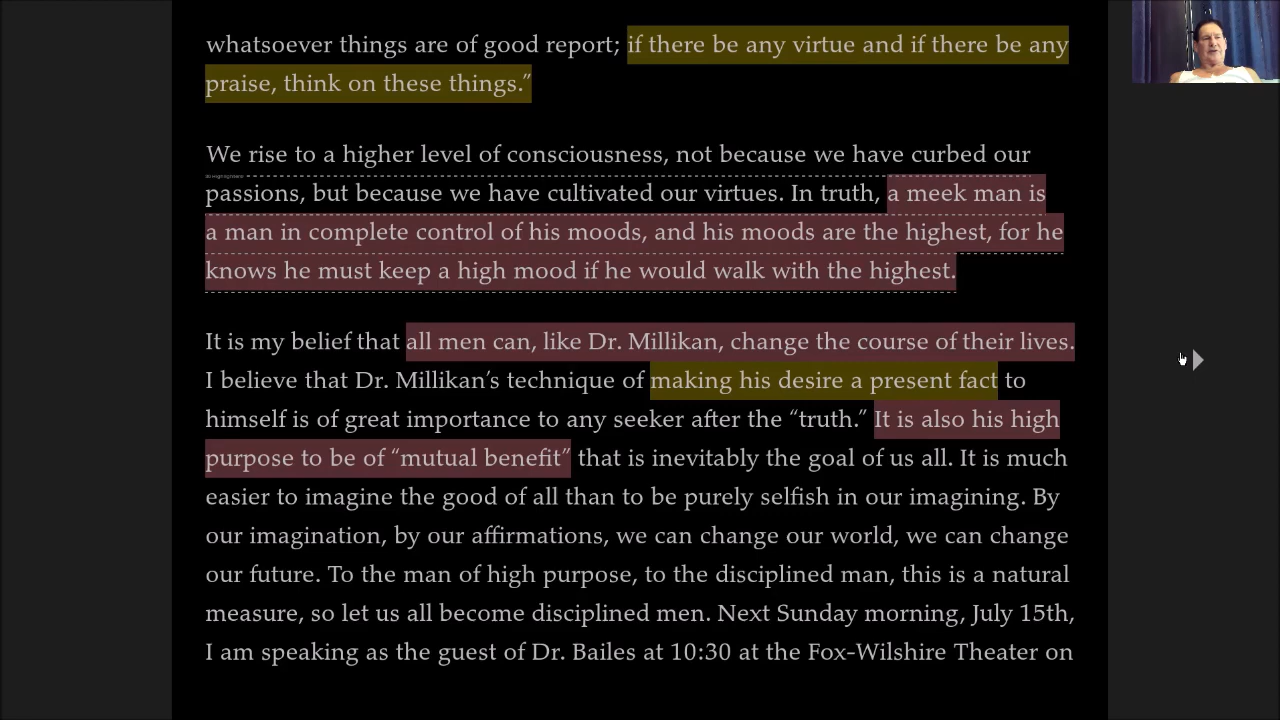 whatsoever things are of good report; if there be any virtue and if there be any
praise, think on these things.”
We rise to a higher level of consciousness, not because we have curbed our
passions, but because we have cultivated our virtues. In truth, a meek man is
a man in complete control of his moods, and his moods are the highest, for he
knows he must keep a high mood if he would walk with the highest.
It is my belief that all men can, like Dr. Millikan, change the course of their lives.
I believe that Dr. Millikan’s technique of making his desire a present fact to
himself is of great importance to any seeker after the “truth.” It is also his high
purpose to be of “mutual benefit” that is inevitably the goal of us all. It is much
easier to imagine the good of all than to be purely selfish in our imagining. By
our imagination, by our affirmations, we can change our world, we can change
our future. To the man of high purpose, to the disciplined man, this is a natural
measure, so let us all become disciplined men. Next Sunday morning, July 15th,
I am speaking as the guest of Dr. Bailes at 10:30 at the Fox-Wilshire Theater on